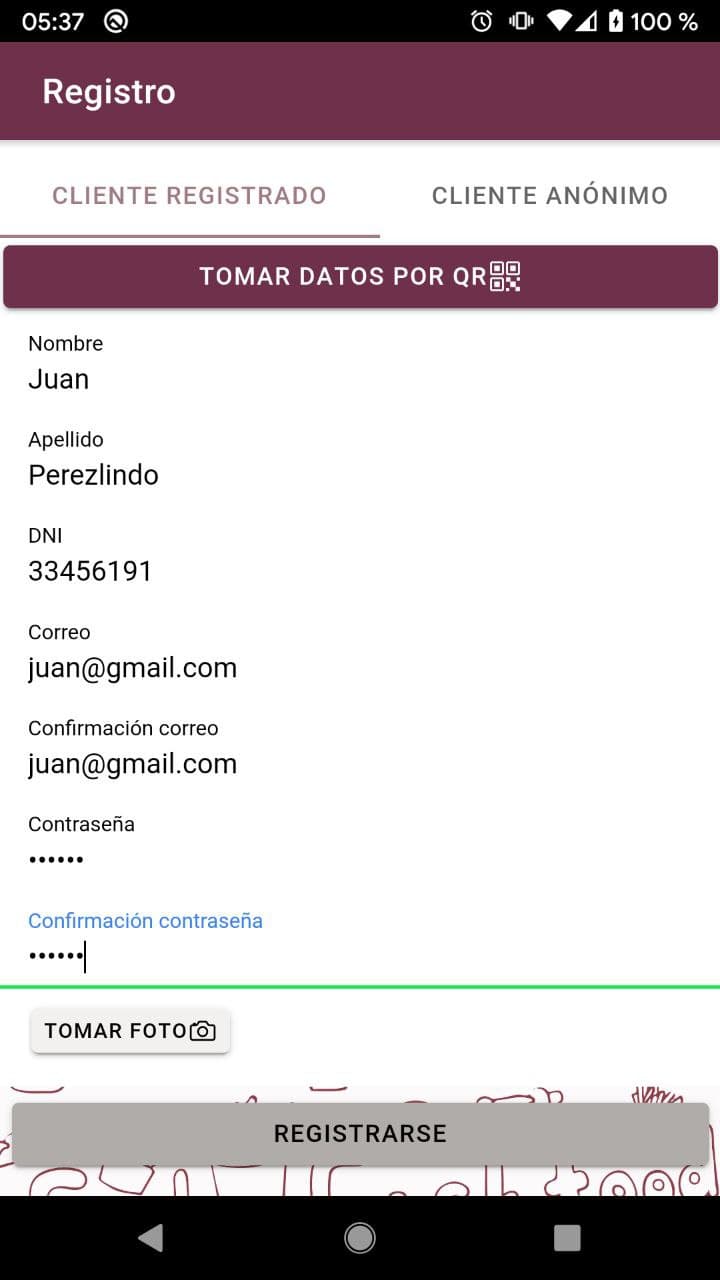 05:37 100 %
Registro
CLIENTE REGISTRADO CLIENTE ANÓNIMO
TOMAR DATOS POR QR
Nombre
Juan
Apellido
Perezlindo
DNI
33456191
Correo
juan@gmail.com
Confirmación correo
juan@gmail.com
Contraseña
••••••
Confirmación contraseña
••••••
TOMAR FOTO
REGISTRARSE
food